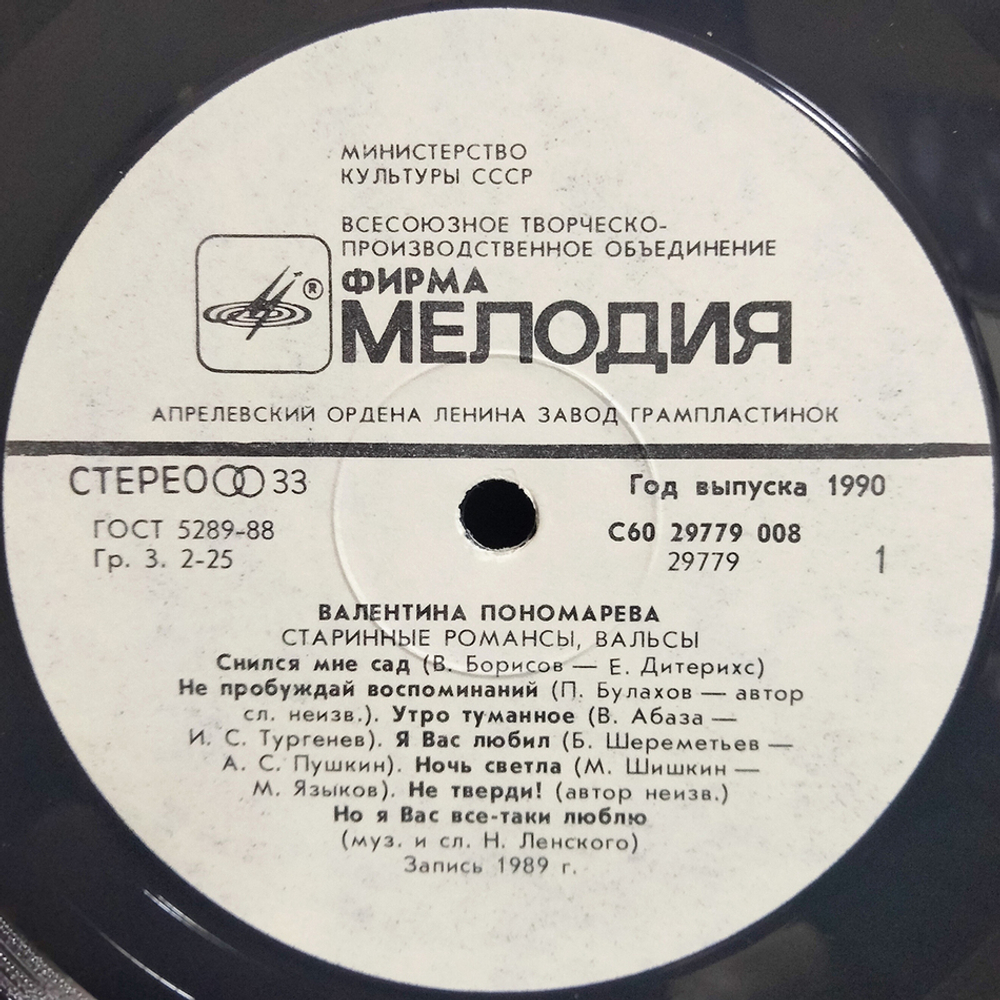 МИНИСТЕРСТВО
КУЛЬТУРЫ СССР
ВСЕСОЮЗНОЕ ТВОРЧЕСКО-
ПРОИЗВОДСТВЕННОЕ ОБЪЕДИНЕНИЕ
ФИРМА
®
МЕЛОДИЯ
АПРЕЛЕВСКИЙ ОРДЕНА ЛЕНИНА ЗАВОД ГРАМПЛАСТИНОК
СТЕРЕО 33
Год выпуска 1990
ГОСТ 5289-88
С60 29779 008
Гр. 3. 2-25
29779
1
ВАЛЕНТИНА ПОНОМАРЕВА
СТАРИННЫЕ РОМАНСЫ, ВАЛЬСЫ
Снился мне сад (В. Борисов — Е. Дитерихс)
Не пробуждай воспоминаний (П. Булахов — автор
сл. неизв.). Утро туманное (В. Абаза —
И. С. Тургенев). Я Вас любил (Б. Шереметьев —
А. С. Пушкин). Ночь светла (М. Шишкин —
М. Языков). Не тверди! (автор неизв.)
Но я Вас все-таки люблю
(муз. и сл. Н. Ленского)
Запись 1989 г.